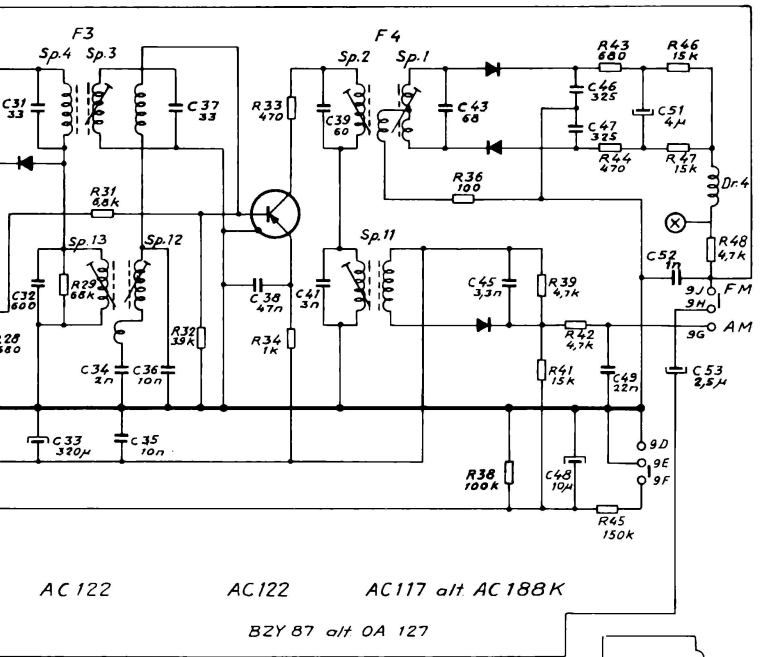 F3
F4
Sp.4
Sp.3
Sp.2
Sp.1
C31
33
C37
33
R33
470
C39
60
C43
68
R43
680
R46
15k
C46
325
C47
325
C51
4μ
R44
470
R47
15k
R31
6,8k
R36
100
Dr.4
Sp.13
Sp.12
Sp.11
R48
4,7k
C52
1n
C32
600
R29
68k
C38
47n
C41
3n
C45
3,3n
R39
4,7k
9J
FM
9H
9G
AM
R32
39k
R34
1k
R42
4,7k
C34
2n
C36
10n
R41
15k
C49
22n
C53
2,5μ
C33
320μ
C35
10n
R38
100k
C48
10μ
9D
9E
9F
R45
150k
AC122
AC122
AC117 alt AC188K
BZY 87 alt OA 127